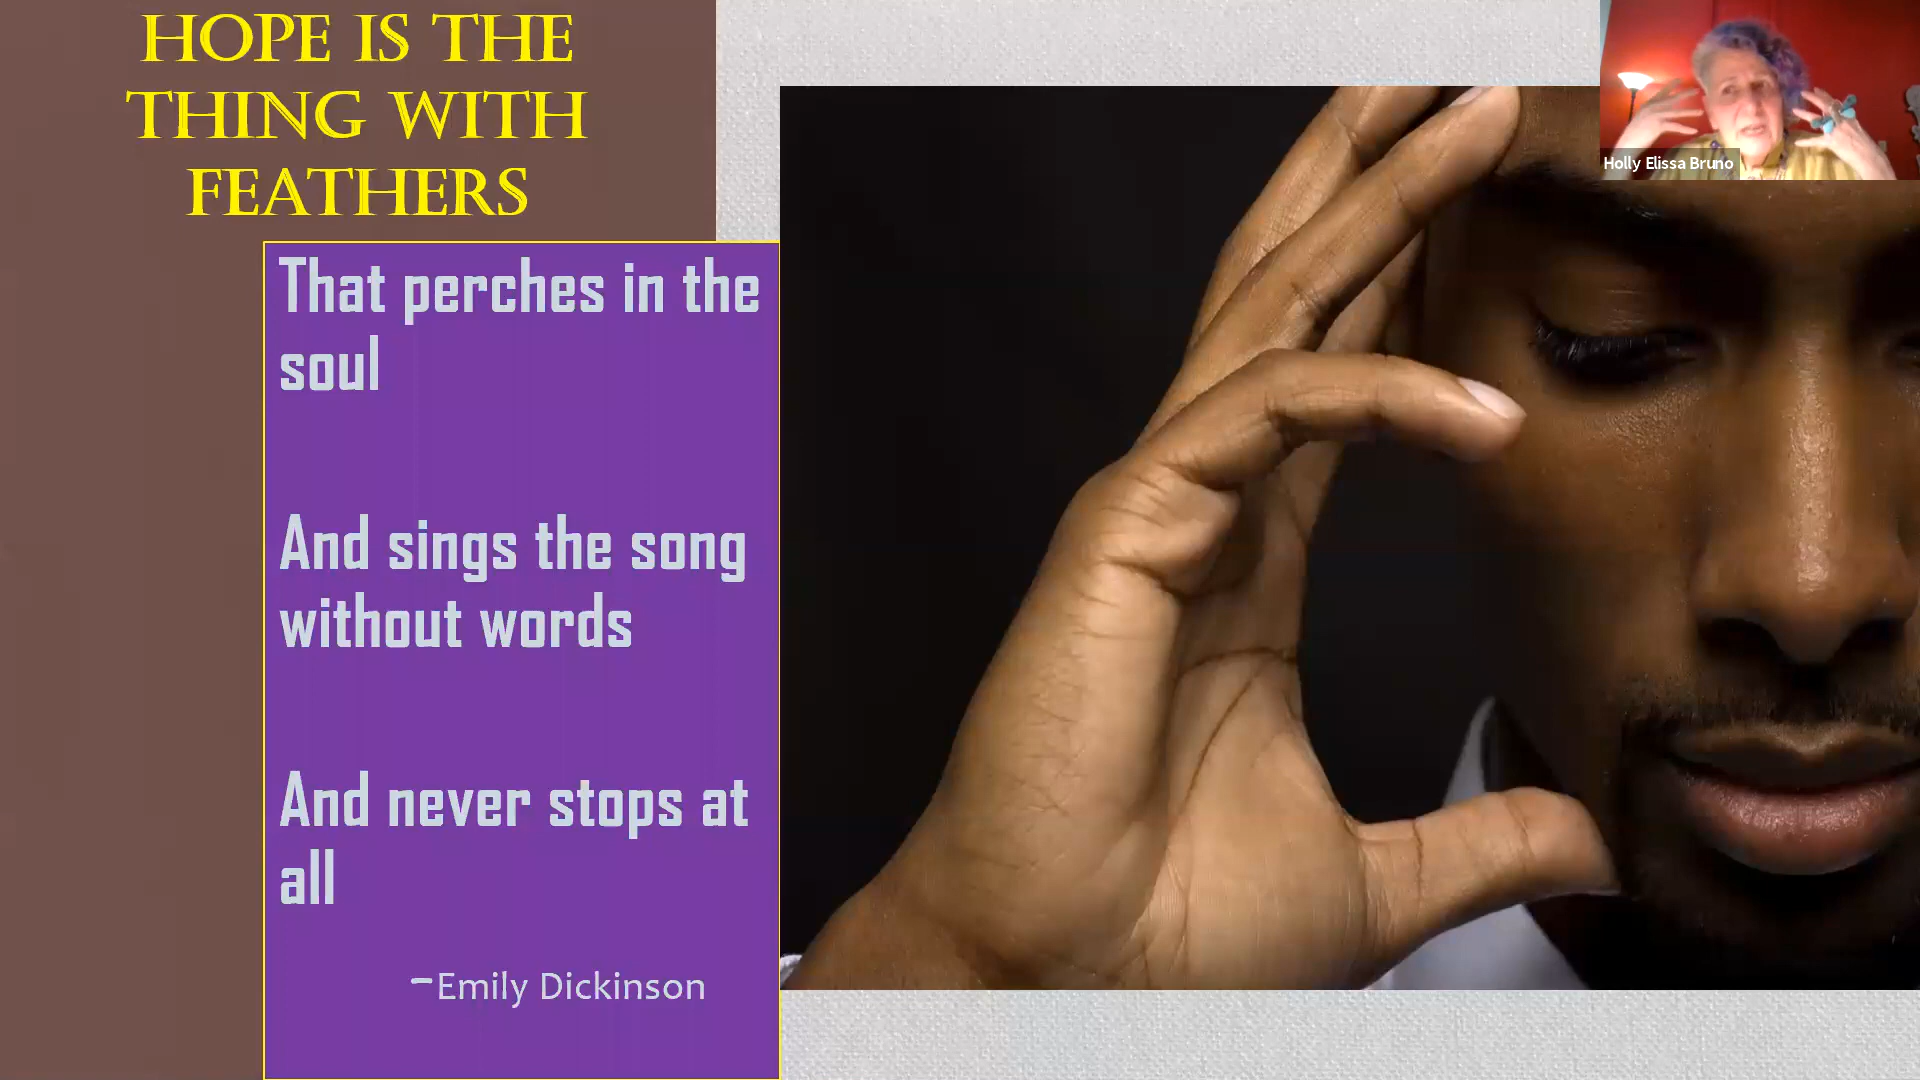 HOPE IS THE
THING WITH
FEATHERS
That perches in the
soul
And sings the song
without words
And never stops at
all
-Emily Dickinson
Holly Elissa Bruno